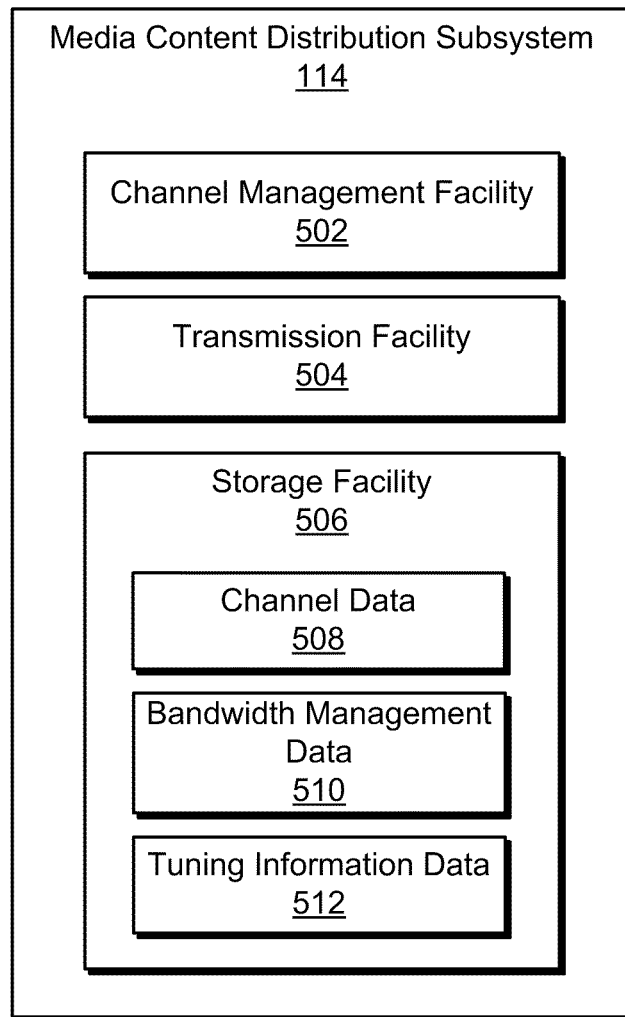 Media Content Distribution Subsystem
114
Channel Management Facility
502
Transmission Facility
504
Storage Facility
506
Channel Data
508
Bandwidth Management
Data
510
Tuning Information Data
512